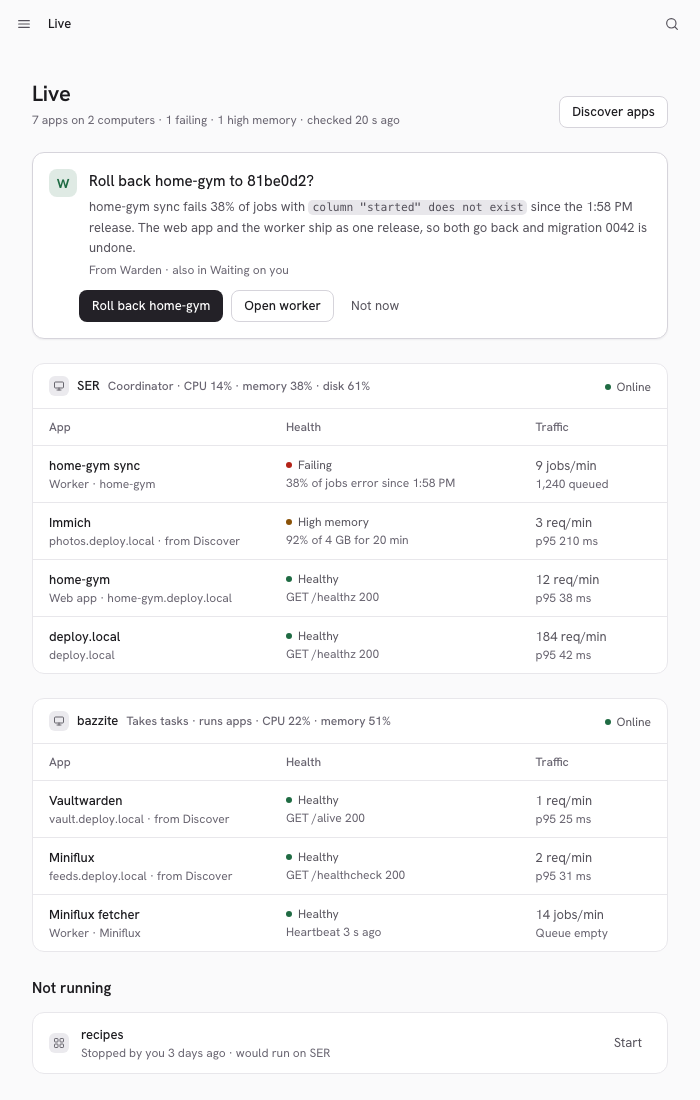 Live
Live
7 apps on 2 computers · 1 failing · 1 high memory · checked 20 s ago
Discover apps
W
Roll back home-gym to 81be0d2?
home-gym sync fails 38% of jobs with column "started" does not exist since the 1:58 PM
release. The web app and the worker ship as one release, so both go back and migration 0042 is
undone.
From Warden · also in Waiting on you
Roll back home-gym
Open worker
Not now
SER Coordinator · CPU 14% · memory 38% · disk 61%
Online
App Health Traffic
home-gym sync Failing 9 jobs/min
Worker · home-gym 38% of jobs error since 1:58 PM 1,240 queued
Immich High memory 3 req/min
photos.deploy.local · from Discover 92% of 4 GB for 20 min p95 210 ms
home-gym Healthy 12 req/min
Web app · home-gym.deploy.local GET /healthz 200 p95 38 ms
deploy.local Healthy 184 req/min
deploy.local GET /healthz 200 p95 42 ms
bazzite Takes tasks · runs apps · CPU 22% · memory 51%
Online
App Health Traffic
Vaultwarden Healthy 1 req/min
vault.deploy.local · from Discover GET /alive 200 p95 25 ms
Miniflux Healthy 2 req/min
feeds.deploy.local · from Discover GET /healthcheck 200 p95 31 ms
Miniflux fetcher Healthy 14 jobs/min
Worker · Miniflux Heartbeat 3 s ago Queue empty
Not running
recipes
Stopped by you 3 days ago · would run on SER
Start